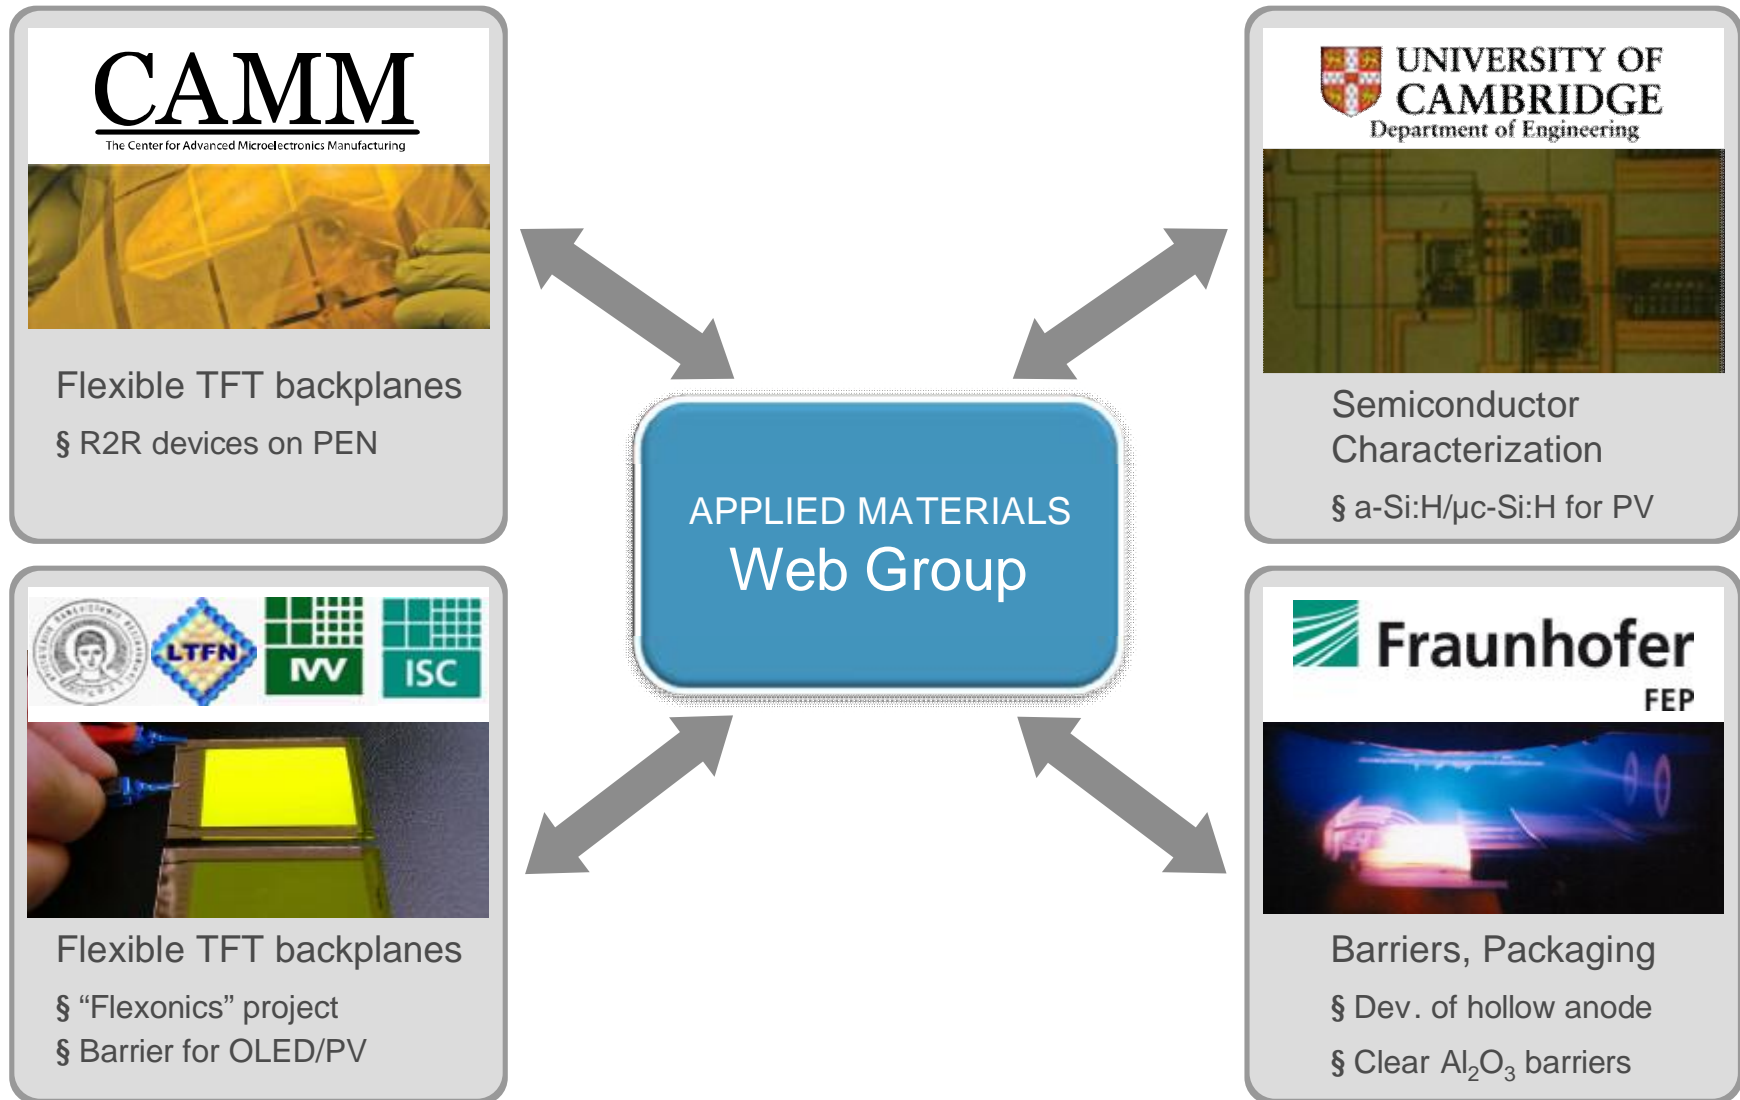 CAMM
The Center for Advanced Microelectronics Manufacturing
Flexible TFT backplanes
§ R2R devices on PEN
UNIVERSITY OF
CAMBRIDGE
Department of Engineering
Semiconductor
Characterization
§ a-Si:H/µc-Si:H for PV
APPLIED MATERIALS
Web Group
LTFN
IVV
ISC
Flexible TFT backplanes
§ “Flexonics” project
§ Barrier for OLED/PV
Fraunhofer
FEP
Barriers, Packaging
§ Dev. of hollow anode
§ Clear Al₂O₃ barriers